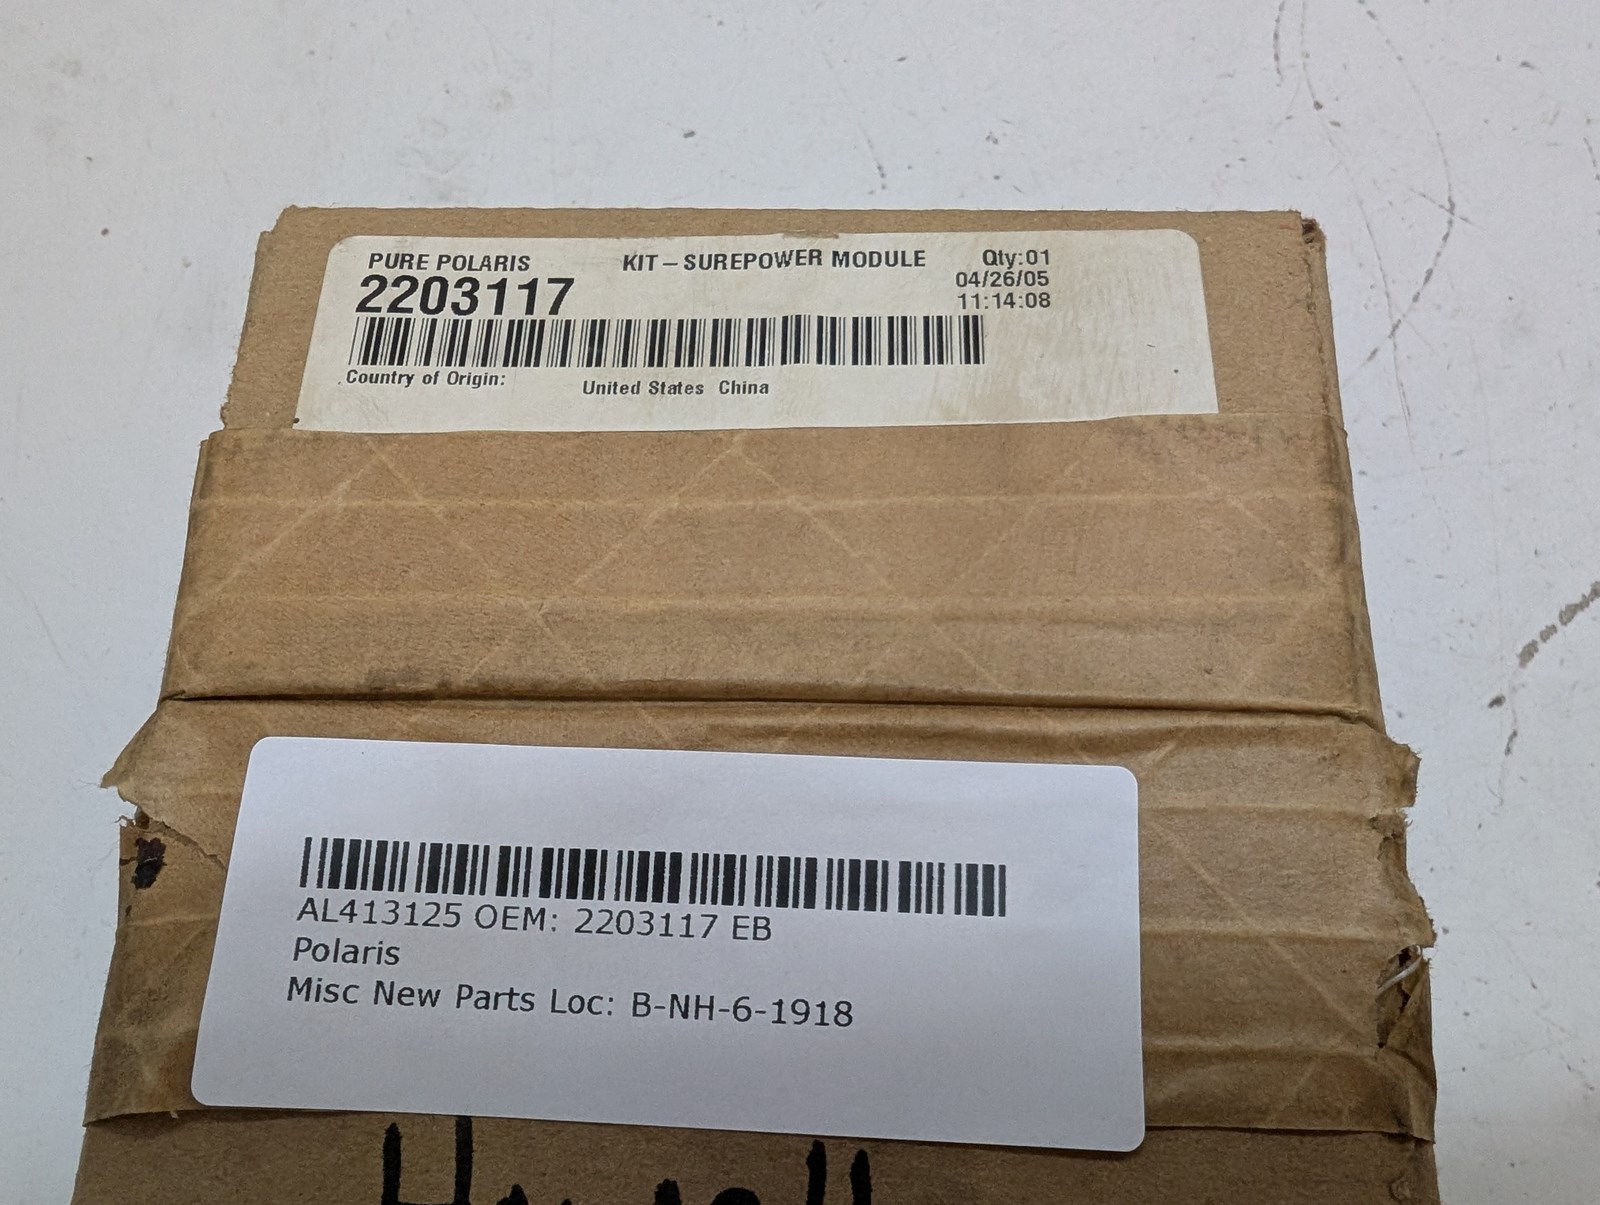 PURE POLARIS KIT – SUREPOWER MODULE Qty:01
2203117 04/26/05
11:14:08
Country of Origin: United States China
AL413125 OEM: 2203117 EB
Polaris
Misc New Parts Loc: B-NH-6-1918